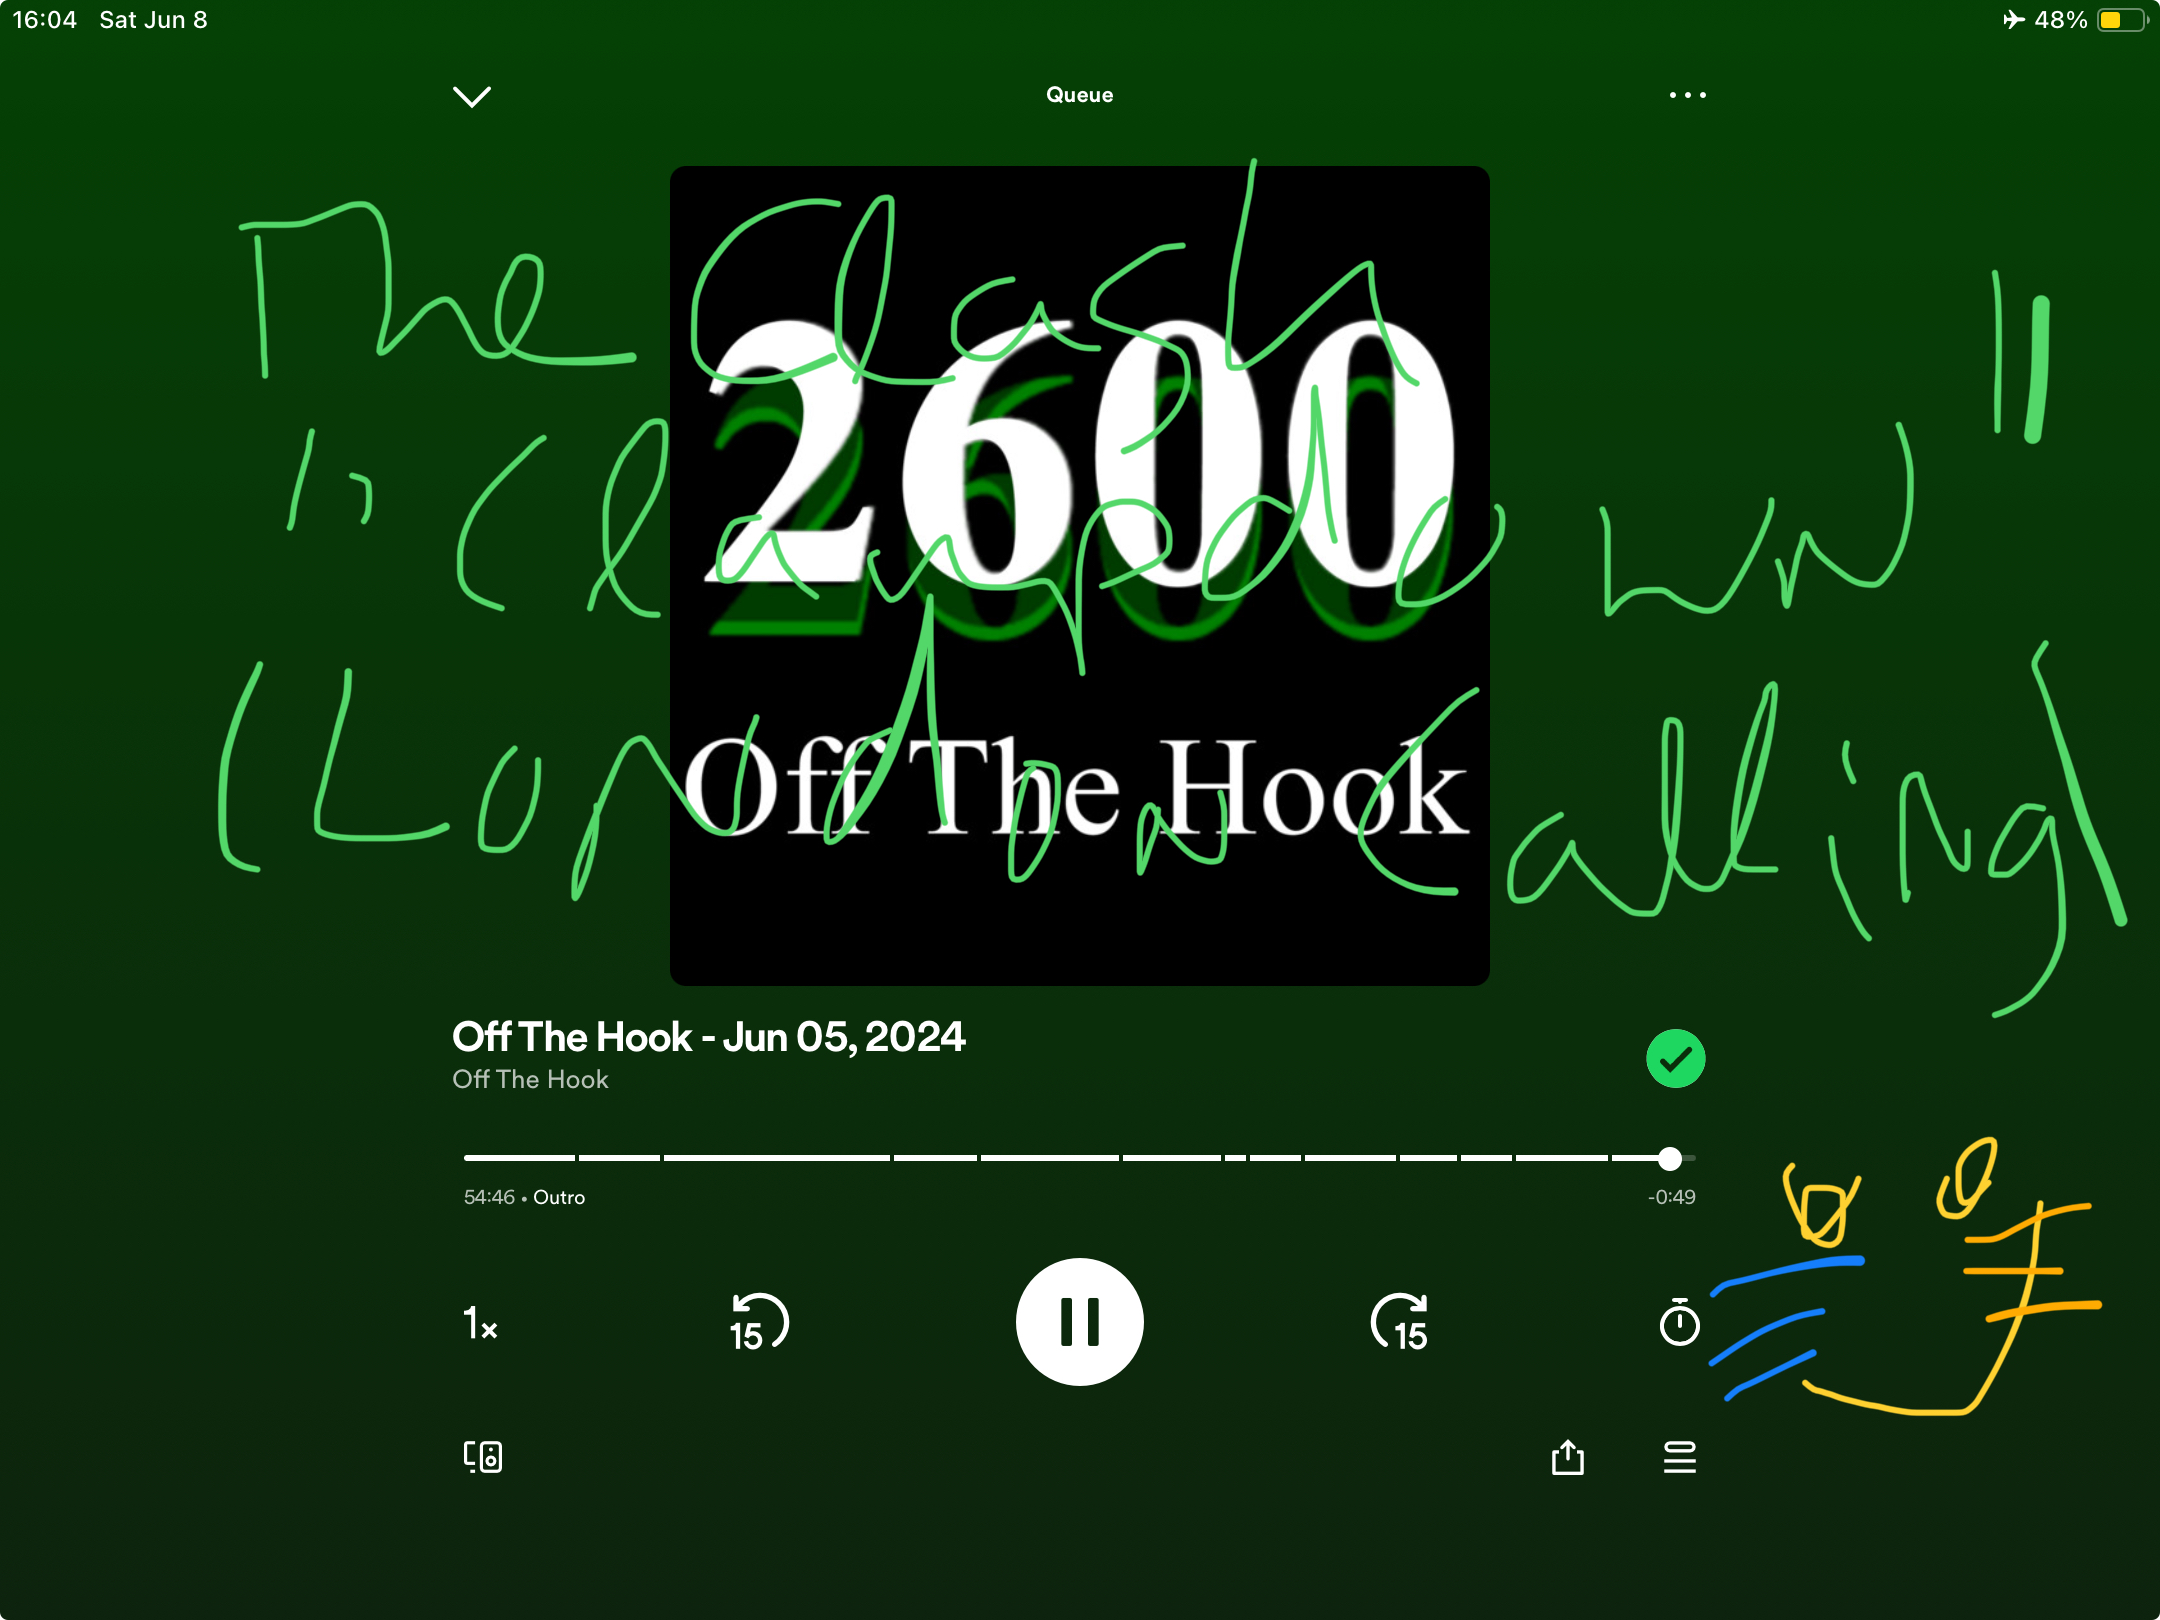 16:04 Sat Jun 8 48%
Queue
The Clash
"Clampdown"
(London Calling)
2600
Off The Hook
Off The Hook - Jun 05, 2024
Off The Hook
54:46 • Outro -0:49
1x 15 15